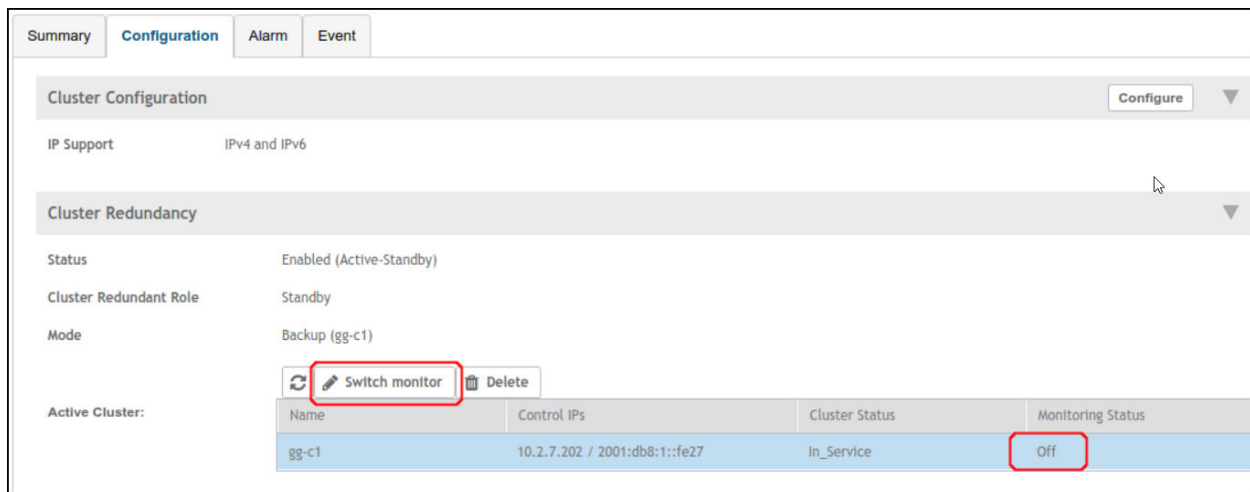 Summary Configuration Alarm Event
Cluster Configuration Configure
IP Support IPv4 and IPv6
Cluster Redundancy
Status Enabled (Active-Standby)
Cluster Redundant Role Standby
Mode Backup (gg-c1)
Switch monitor Delete
Active Cluster:
Name Control IPs Cluster Status Monitoring Status
gg-c1 10.2.7.202 / 2001:db8:1::fe27 In_Service Off